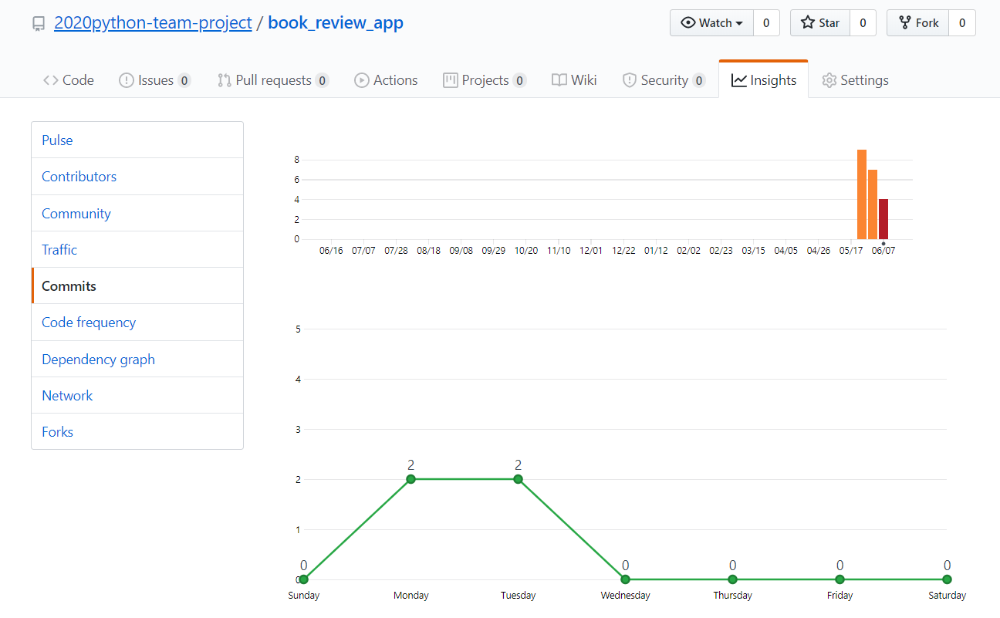 2020python-team-project / book_review_app
Watch 0 Star 0 Fork 0
Code Issues 0 Pull requests 0 Actions Projects 0 Wiki Security 0 Insights Settings
Pulse
Contributors
Community
Traffic
Commits
Code frequency
Dependency graph
Network
Forks
8
6
4
2
0
06/16 07/07 07/28 08/18 09/08 09/29 10/20 11/10 12/01 12/22 01/12 02/02 02/23 03/15 04/05 04/26 05/17 06/07
5
4
3
2 2
2
1
0 0 0 0 0
0
Sunday Monday Tuesday Wednesday Thursday Friday Saturday